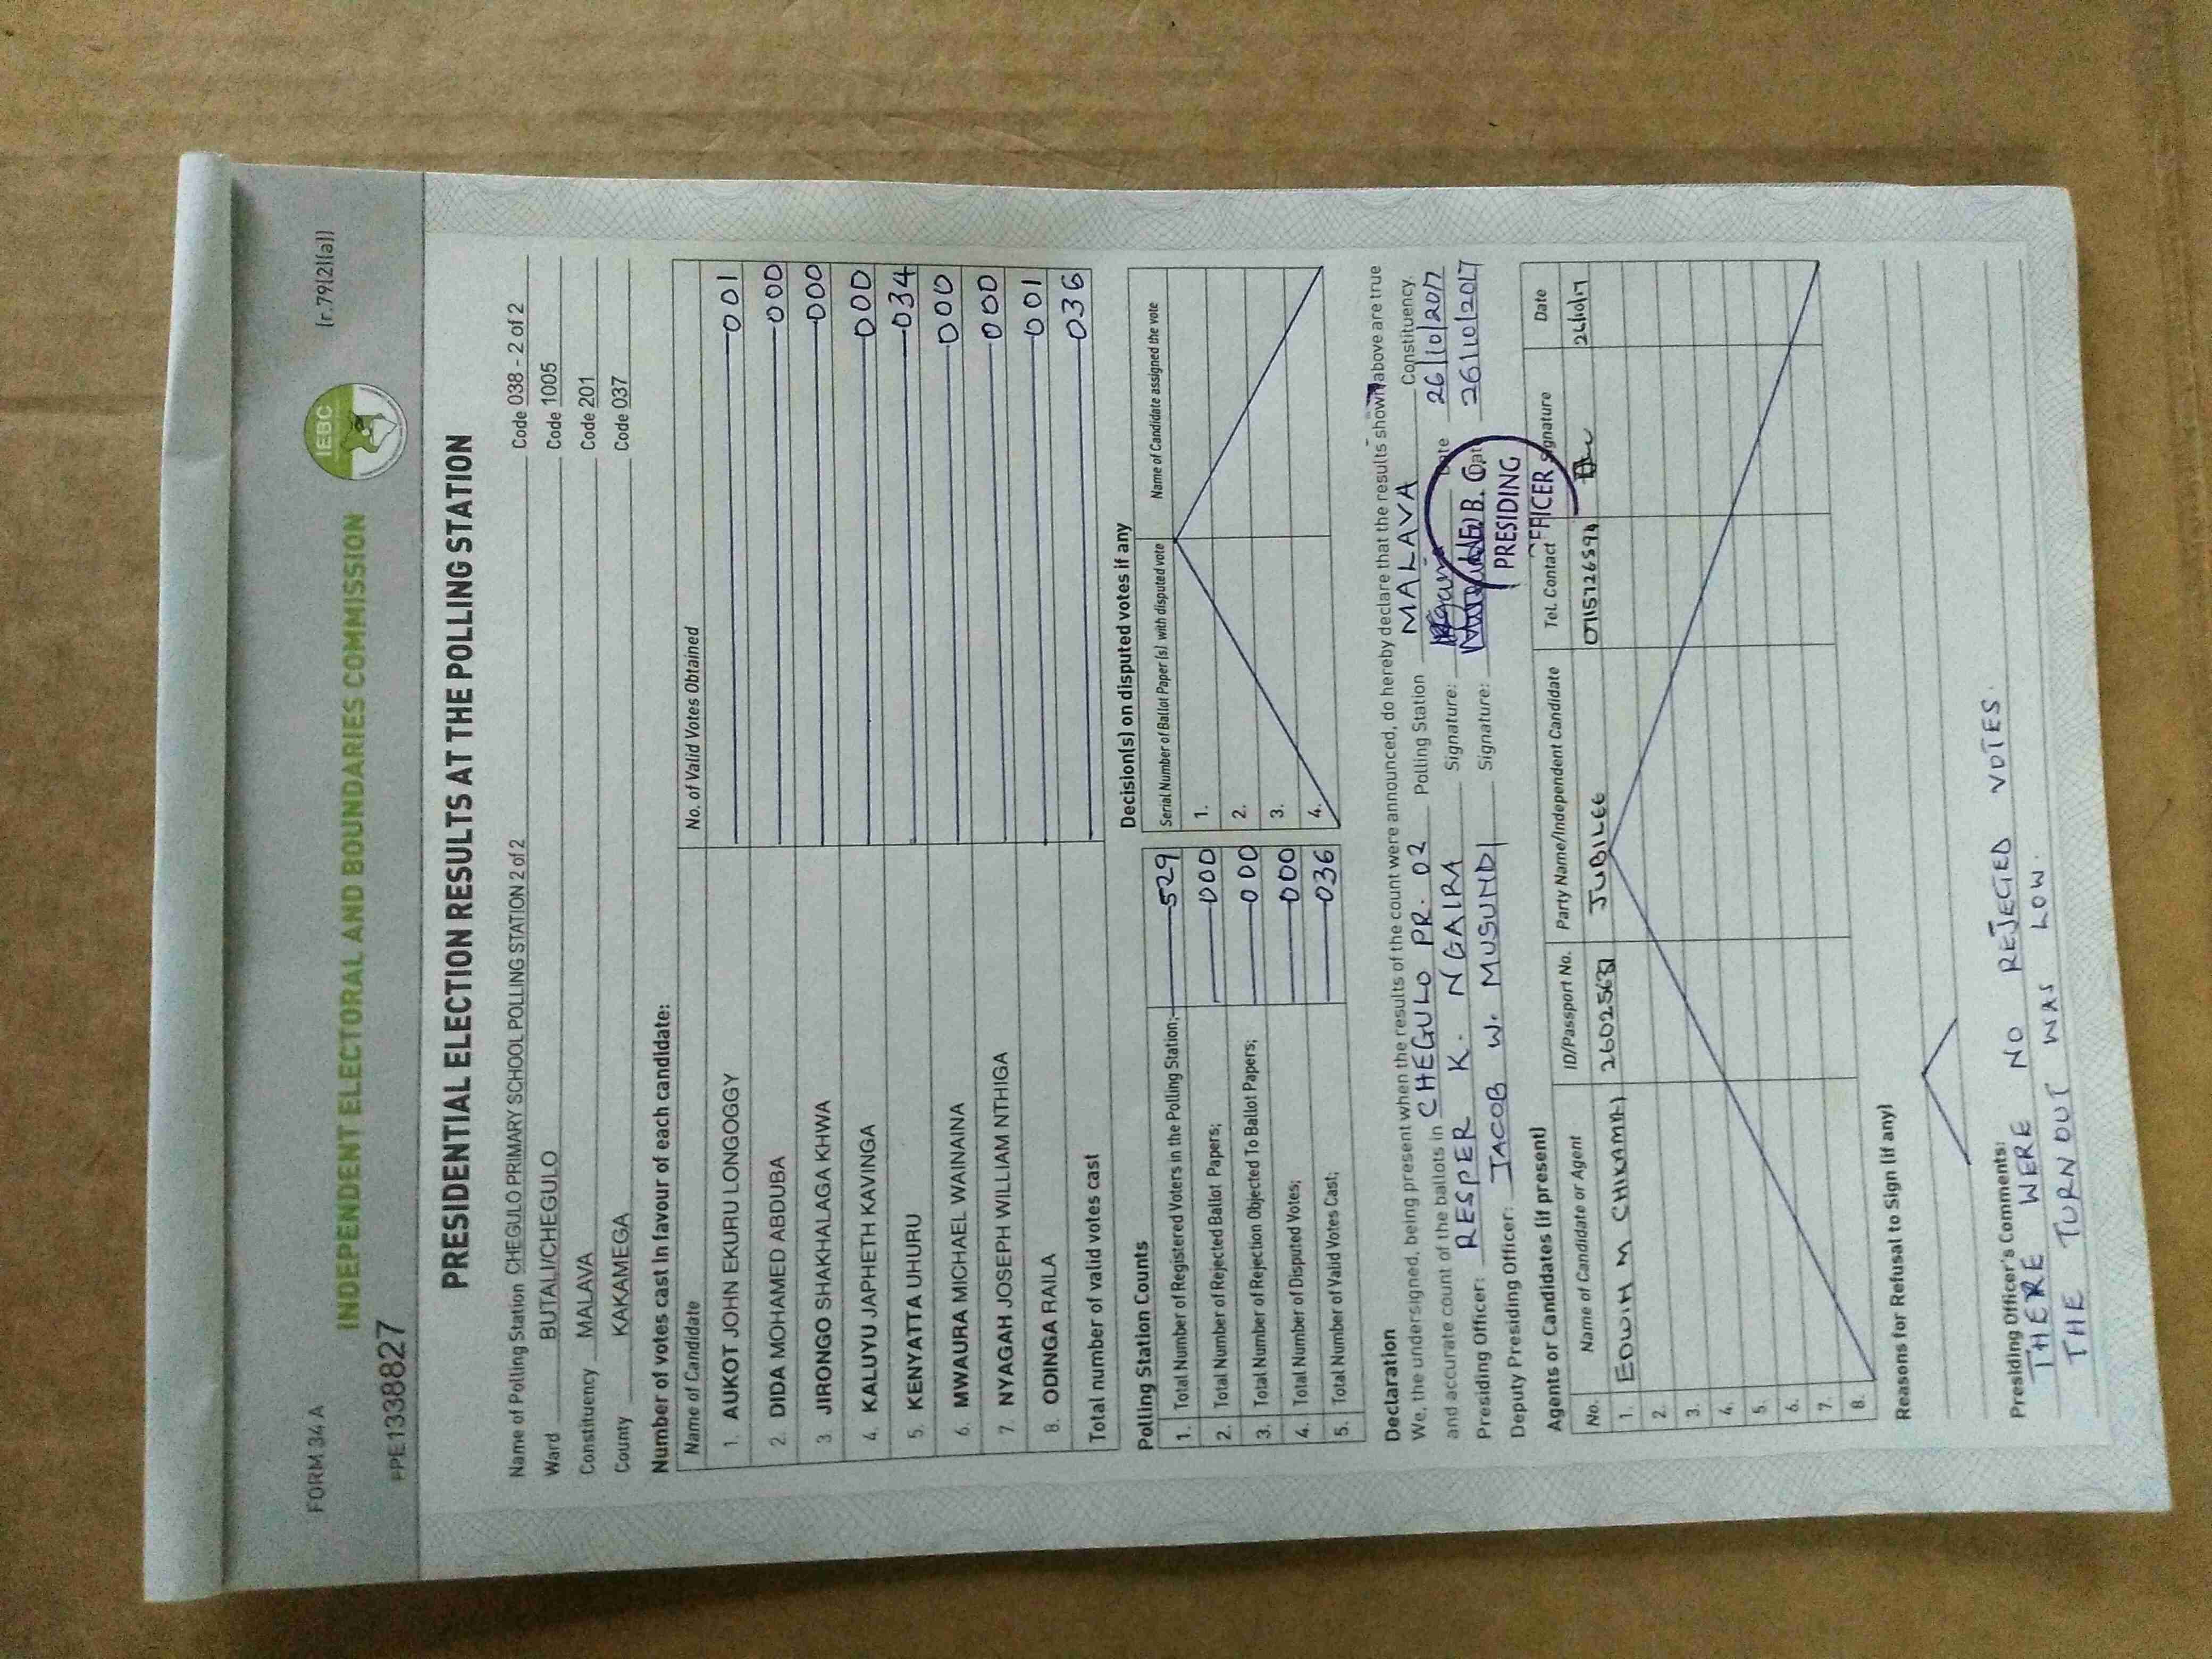 FORM 34 A
(r.79(2)(a))
INDEPENDENT ELECTORAL AND BOUNDARIES COMMISSION
IEBC
1338827
PRESIDENTIAL ELECTION RESULTS AT THE POLLING STATION
Name of Polling Station CHEGULO PRIMARY SCHOOL POLLING STATION 2 of 2 Code 038 - 2 of 2
Ward BUTALI/CHEGULO Code 1005
Constituency MALAVA Code 201
County KAKAMEGA Code 037
Number of votes cast in favour of each candidate:
Name of Candidate No. of Valid Votes Obtained
1. AUKOT JOHN EKURU LONGOGGY 001
2. DIDA MOHAMED ABDUBA 000
3. JIRONGO SHAKHALAGA KHWA 000
4. KALUYU JAPHETH KAVINGA 000
5. KENYATTA UHURU 034
6. MWAURA MICHAEL WAINAINA 000
7. NYAGAH JOSEPH WILLIAM NTHIGA 000
8. ODINGA RAILA 001
Total number of valid votes cast 036
Polling Station Counts
1. Total Number of Registered Voters in the Polling Station; 529
2. Total Number of Rejected Ballot Papers; 000
3. Total Number of Rejection Objected To Ballot Papers; 000
4. Total Number of Disputed Votes; 000
5. Total Number of Valid Votes Cast; 036
Decision(s) on disputed votes if any
Serial Number of Ballot Paper (s) with disputed vote Name of Candidate assigned the vote
1.
2.
3.
4.
Declaration
We, the undersigned, being present when the results of the count were announced, do hereby declare that the results shown above are true
and accurate count of the ballots in CHEGULO PR. 02 Polling Station MALAVA Constituency.
Presiding Officer: RESPER K. NGAIRA Signature: Date 26/10/2017
Deputy Presiding Officer: JACOB W. MUSUNDI Signature: 26/10/2017
PRESIDING
OFFICER
Agents or Candidates (if present)
No. Name of Candidate or Agent ID/Passport No. Party Name/Independent Candidate Tel. Contact Signature Date
1. EDWIN M JUBILEE 26/10/17
2.
3.
4.
5.
6.
7.
8.
Reasons for Refusal to Sign (if any)
Presiding Officer's Comments:
THERE WERE NO REJECTED VOTES.
THE TURNOUT WAS LOW.